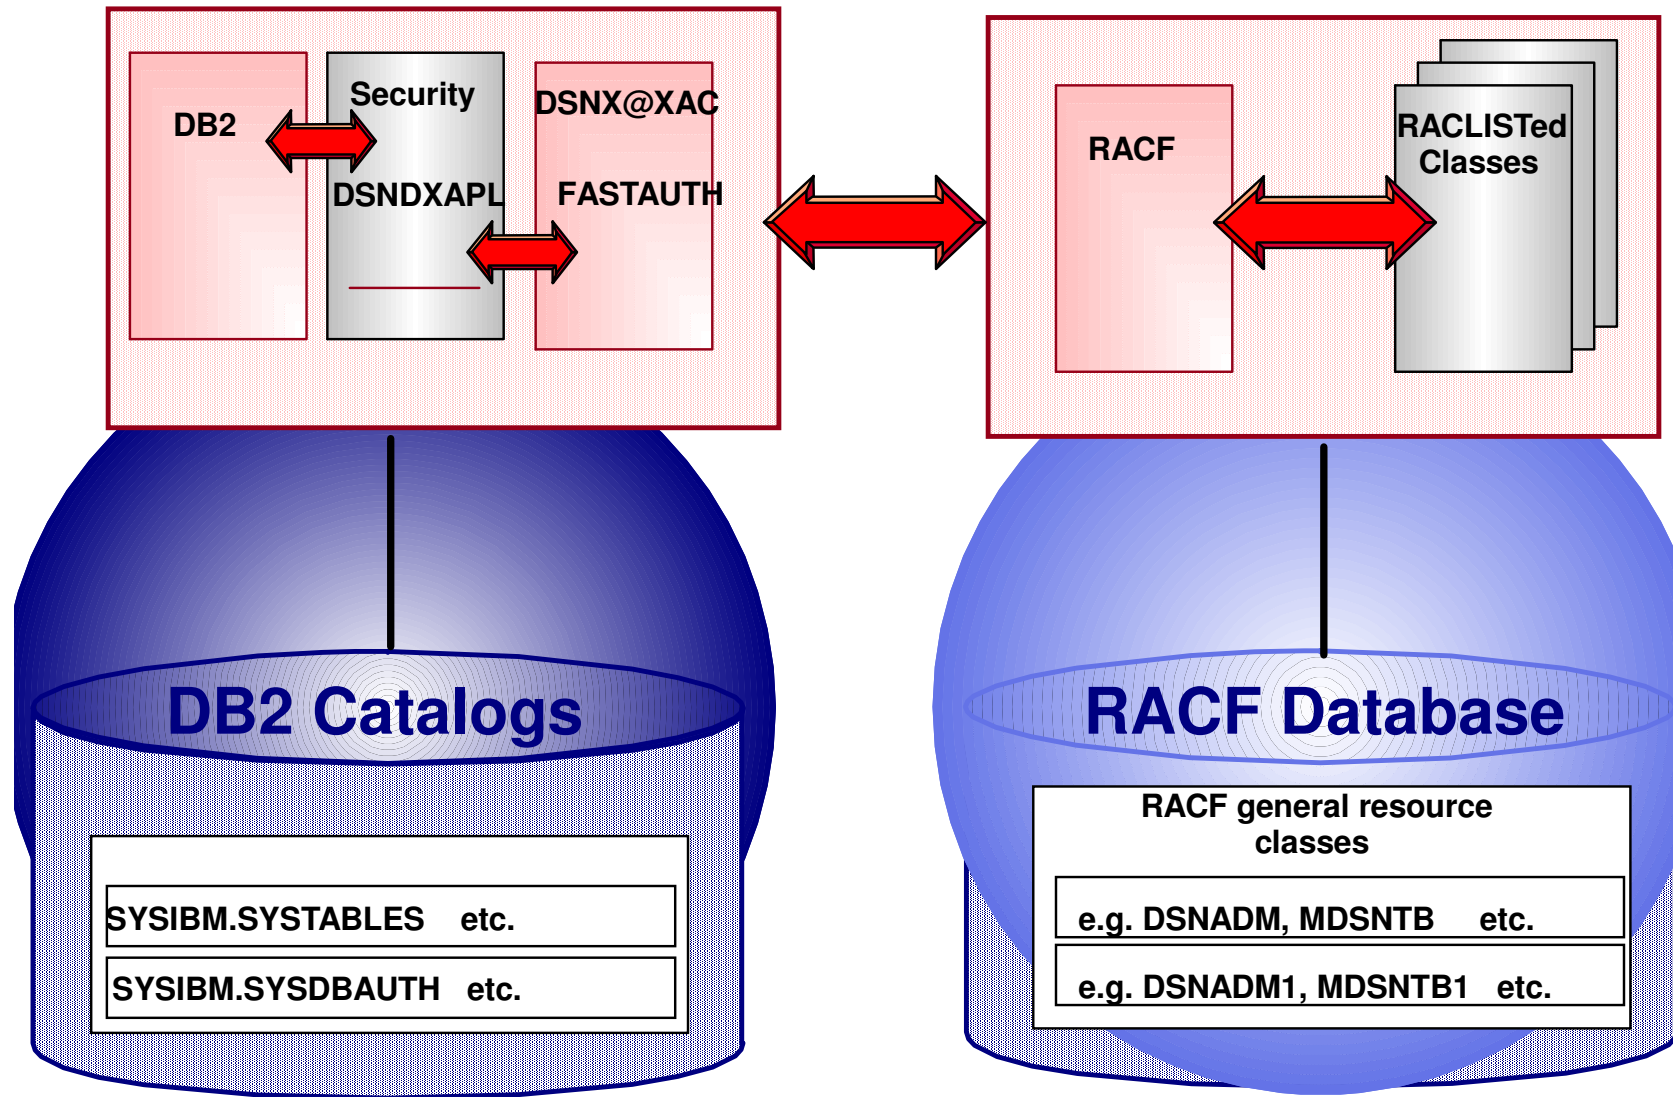 DB2
Security
DSNDXAPL
DSNX@XAC
FASTAUTH
RACF
RACLISTed
Classes
DB2 Catalogs
SYSIBM.SYSTABLES etc.
SYSIBM.SYSDBAUTH etc.
RACF Database
RACF general resource
classes
e.g. DSNADM, MDSNTB etc.
e.g. DSNADM1, MDSNTB1 etc.